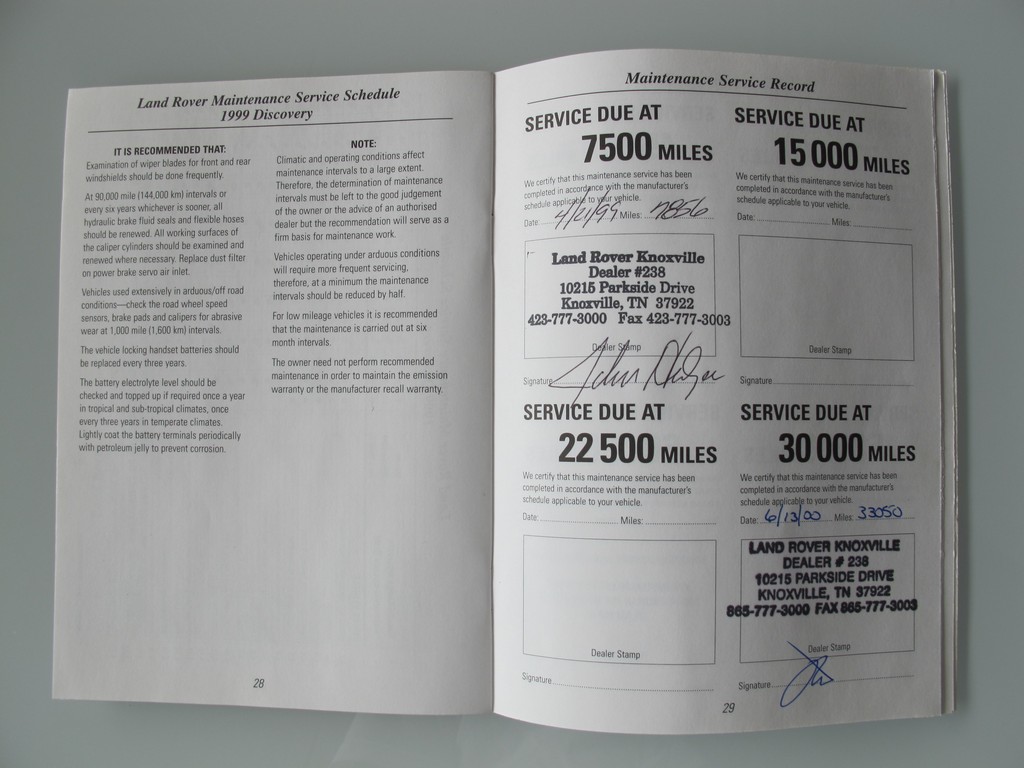 Land Rover Maintenance Service Schedule
1999 Discovery
IT IS RECOMMENDED THAT:
Examination of wiper blades for front and rear
windshields should be done frequently.
At 90,000 mile (144,000 km) intervals or
every six years whichever is sooner, all
hydraulic brake fluid seals and flexible hoses
should be renewed. All working surfaces of
the caliper cylinders should be examined and
renewed where necessary. Replace dust filter
on power brake servo air inlet.
Vehicles used extensively in arduous/off road
conditions—check the road wheel speed
sensors, brake pads and calipers for abrasive
wear at 1,000 mile (1,600 km) intervals.
The vehicle locking handset batteries should
be replaced every three years.
The battery electrolyte level should be
checked and topped up if required once a year
in tropical and sub-tropical climates, once
every three years in temperate climates.
Lightly coat the battery terminals periodically
with petroleum jelly to prevent corrosion.
NOTE:
Climatic and operating conditions affect
maintenance intervals to a large extent.
Therefore, the determination of maintenance
intervals must be left to the good judgement
of the owner or the advice of an authorised
dealer but the recommendation will serve as a
firm basis for maintenance work.
Vehicles operating under arduous conditions
will require more frequent servicing,
therefore, at a minimum the maintenance
intervals should be reduced by half.
For low mileage vehicles it is recommended
that the maintenance is carried out at six
month intervals.
The owner need not perform recommended
maintenance in order to maintain the emission
warranty or the manufacturer recall warranty.
28
Maintenance Service Record
SERVICE DUE AT
7500 MILES
We certify that this maintenance service has been
completed in accordance with the manufacturer's
schedule applicable to your vehicle.
Date: 4/21/99 Miles: 7856
Land Rover Knoxville
Dealer #238
10215 Parkside Drive
Knoxville, TN 37922
423-777-3000 Fax 423-777-3003
Dealer Stamp
Signature John
SERVICE DUE AT
15 000 MILES
We certify that this maintenance service has been
completed in accordance with the manufacturer's
schedule applicable to your vehicle.
Date: Miles:
Dealer Stamp
Signature
SERVICE DUE AT
22 500 MILES
We certify that this maintenance service has been
completed in accordance with the manufacturer's
schedule applicable to your vehicle.
Date: Miles:
Dealer Stamp
Signature
SERVICE DUE AT
30 000 MILES
We certify that this maintenance service has been
completed in accordance with the manufacturer's
schedule applicable to your vehicle.
Date: 6/13/00 Miles: 33050
LAND ROVER KNOXVILLE
DEALER # 238
10215 PARKSIDE DRIVE
KNOXVILLE, TN 37922
865-777-3000 FAX 865-777-3003
Dealer Stamp
Signature
29